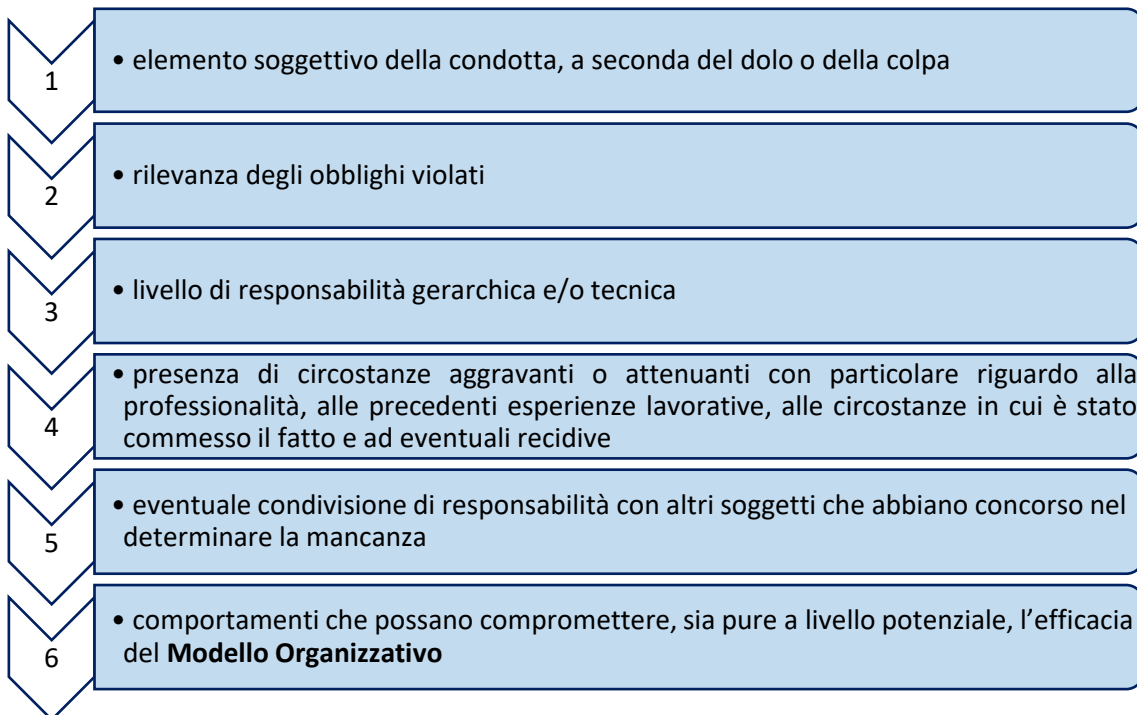 1
• elemento soggettivo della condotta, a seconda del dolo o della colpa
2
• rilevanza degli obblighi violati
3
• livello di responsabilità gerarchica e/o tecnica
4
• presenza di circostanze aggravanti o attenuanti con particolare riguardo alla
professionalità, alle precedenti esperienze lavorative, alle circostanze in cui è stato
commesso il fatto e ad eventuali recidive
5
• eventuale condivisione di responsabilità con altri soggetti che abbiano concorso nel
determinare la mancanza
6
• comportamenti che possano compromettere, sia pure a livello potenziale, l’efficacia
del Modello Organizzativo